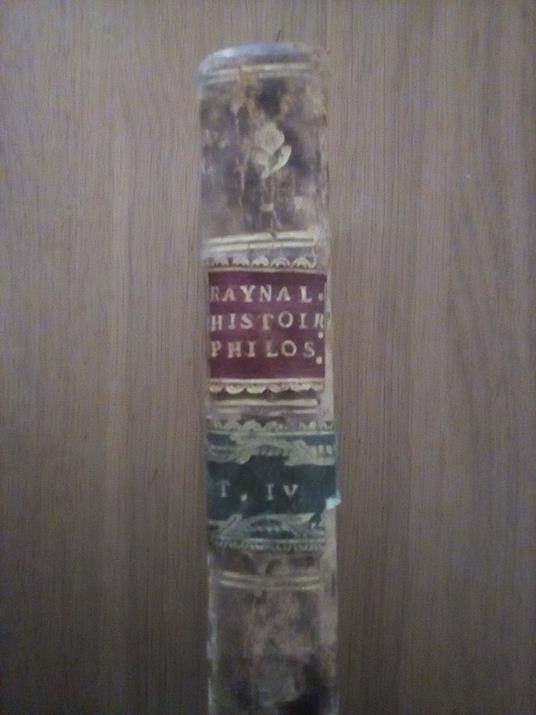 RAYNAL.
HISTOIR
PHILOS.
T. IV